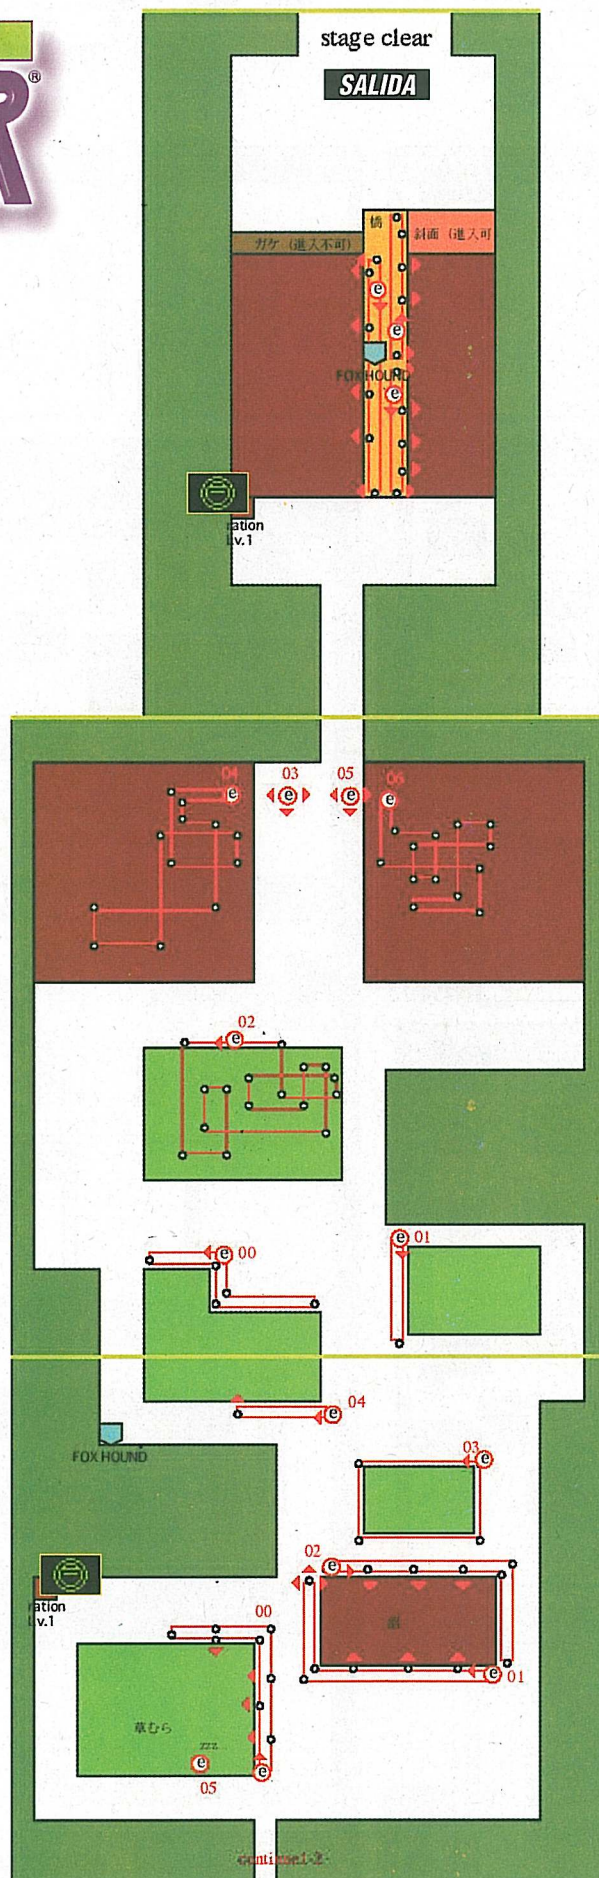 R®
stage clear
SALIDA
橋
ガケ (進入不可)
斜面 (進入可
e
e
FOX HOUND
e
ration
Lv.1
04
03
05
06
e
e
e
e
02
e
e
00
e
01
e
04
FOX HOUND
03
e
02
e
ration
Lv.1
00
e
01
草むら
zzz
e
e
05
continue1-2